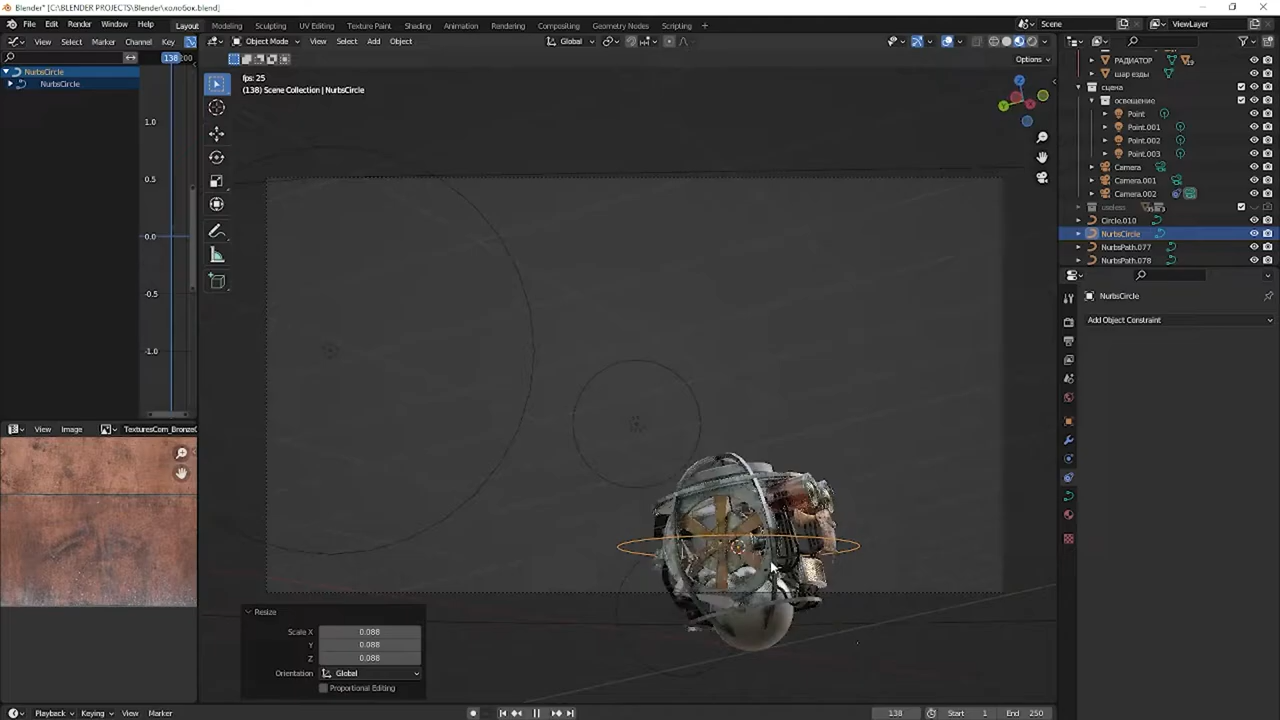 Blender* [C:\BLENDER PROJECTS\Blender\колобок.blend]
File Edit Render Window Help Layout Modeling Sculpting UV Editing Texture Paint Shading Animation Rendering Compositing Geometry Nodes Scripting + Scene ViewLayer
View Select Marker Channel Key Object Mode View Select Add Object Global
138 200 Options
NurbsCircle
NurbsCircle
fps: 25
(138) Scene Collection | NurbsCircle
1.0
0.5
0.0
-0.5
-1.0
РАДИАТОР
шар езды
сцена
освещение
Point
Point.001
Point.002
Point.003
Camera
Camera.001
Camera.002
useless
Circle.010
NurbsCircle
NurbsPath.077
NurbsPath.078
NurbsCircle
Add Object Constraint
View Image TexturesCom_BronzeC
Resize
Scale X 0.088
Y 0.088
Z 0.088
Orientation Global
Proportional Editing
Playback Keying View Marker 138 Start 1 End 250